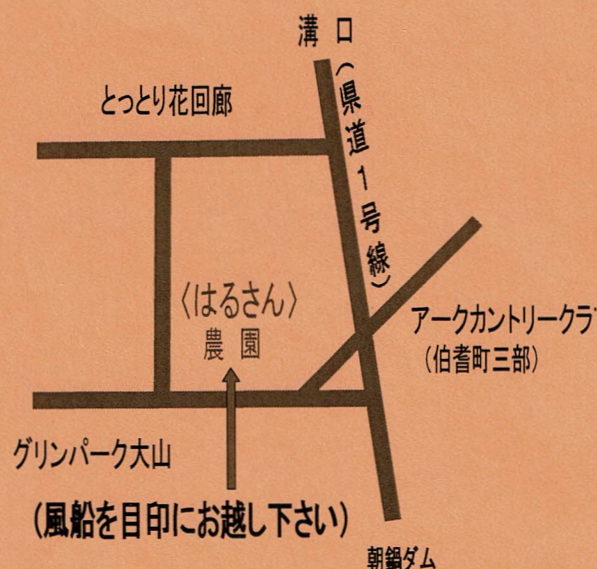 溝口
(県道1号線)
とっとり花回廊
〈はるさん〉
農園
アークカントリークラブ
(伯耆町三部)
グリンパーク大山
(風船を目印にお越し下さい)
朝鍋ダム